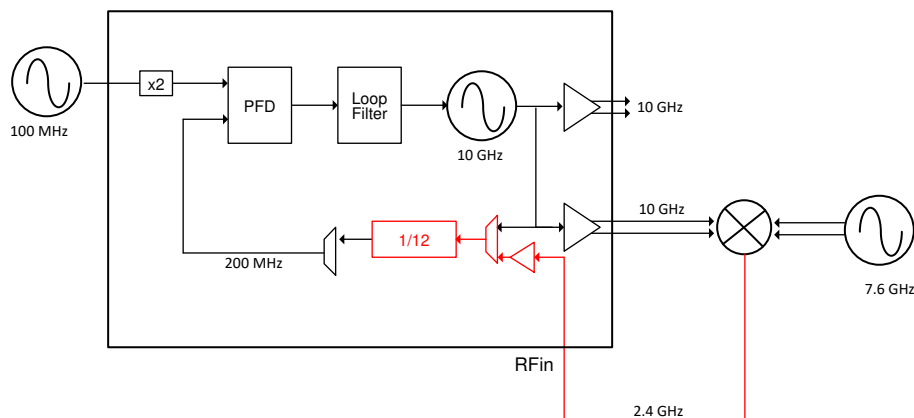 100 MHz
x2
PFD
Loop
Filter
10 GHz
10 GHz
10 GHz
1/12
200 MHz
7.6 GHz
RFin
2.4 GHz